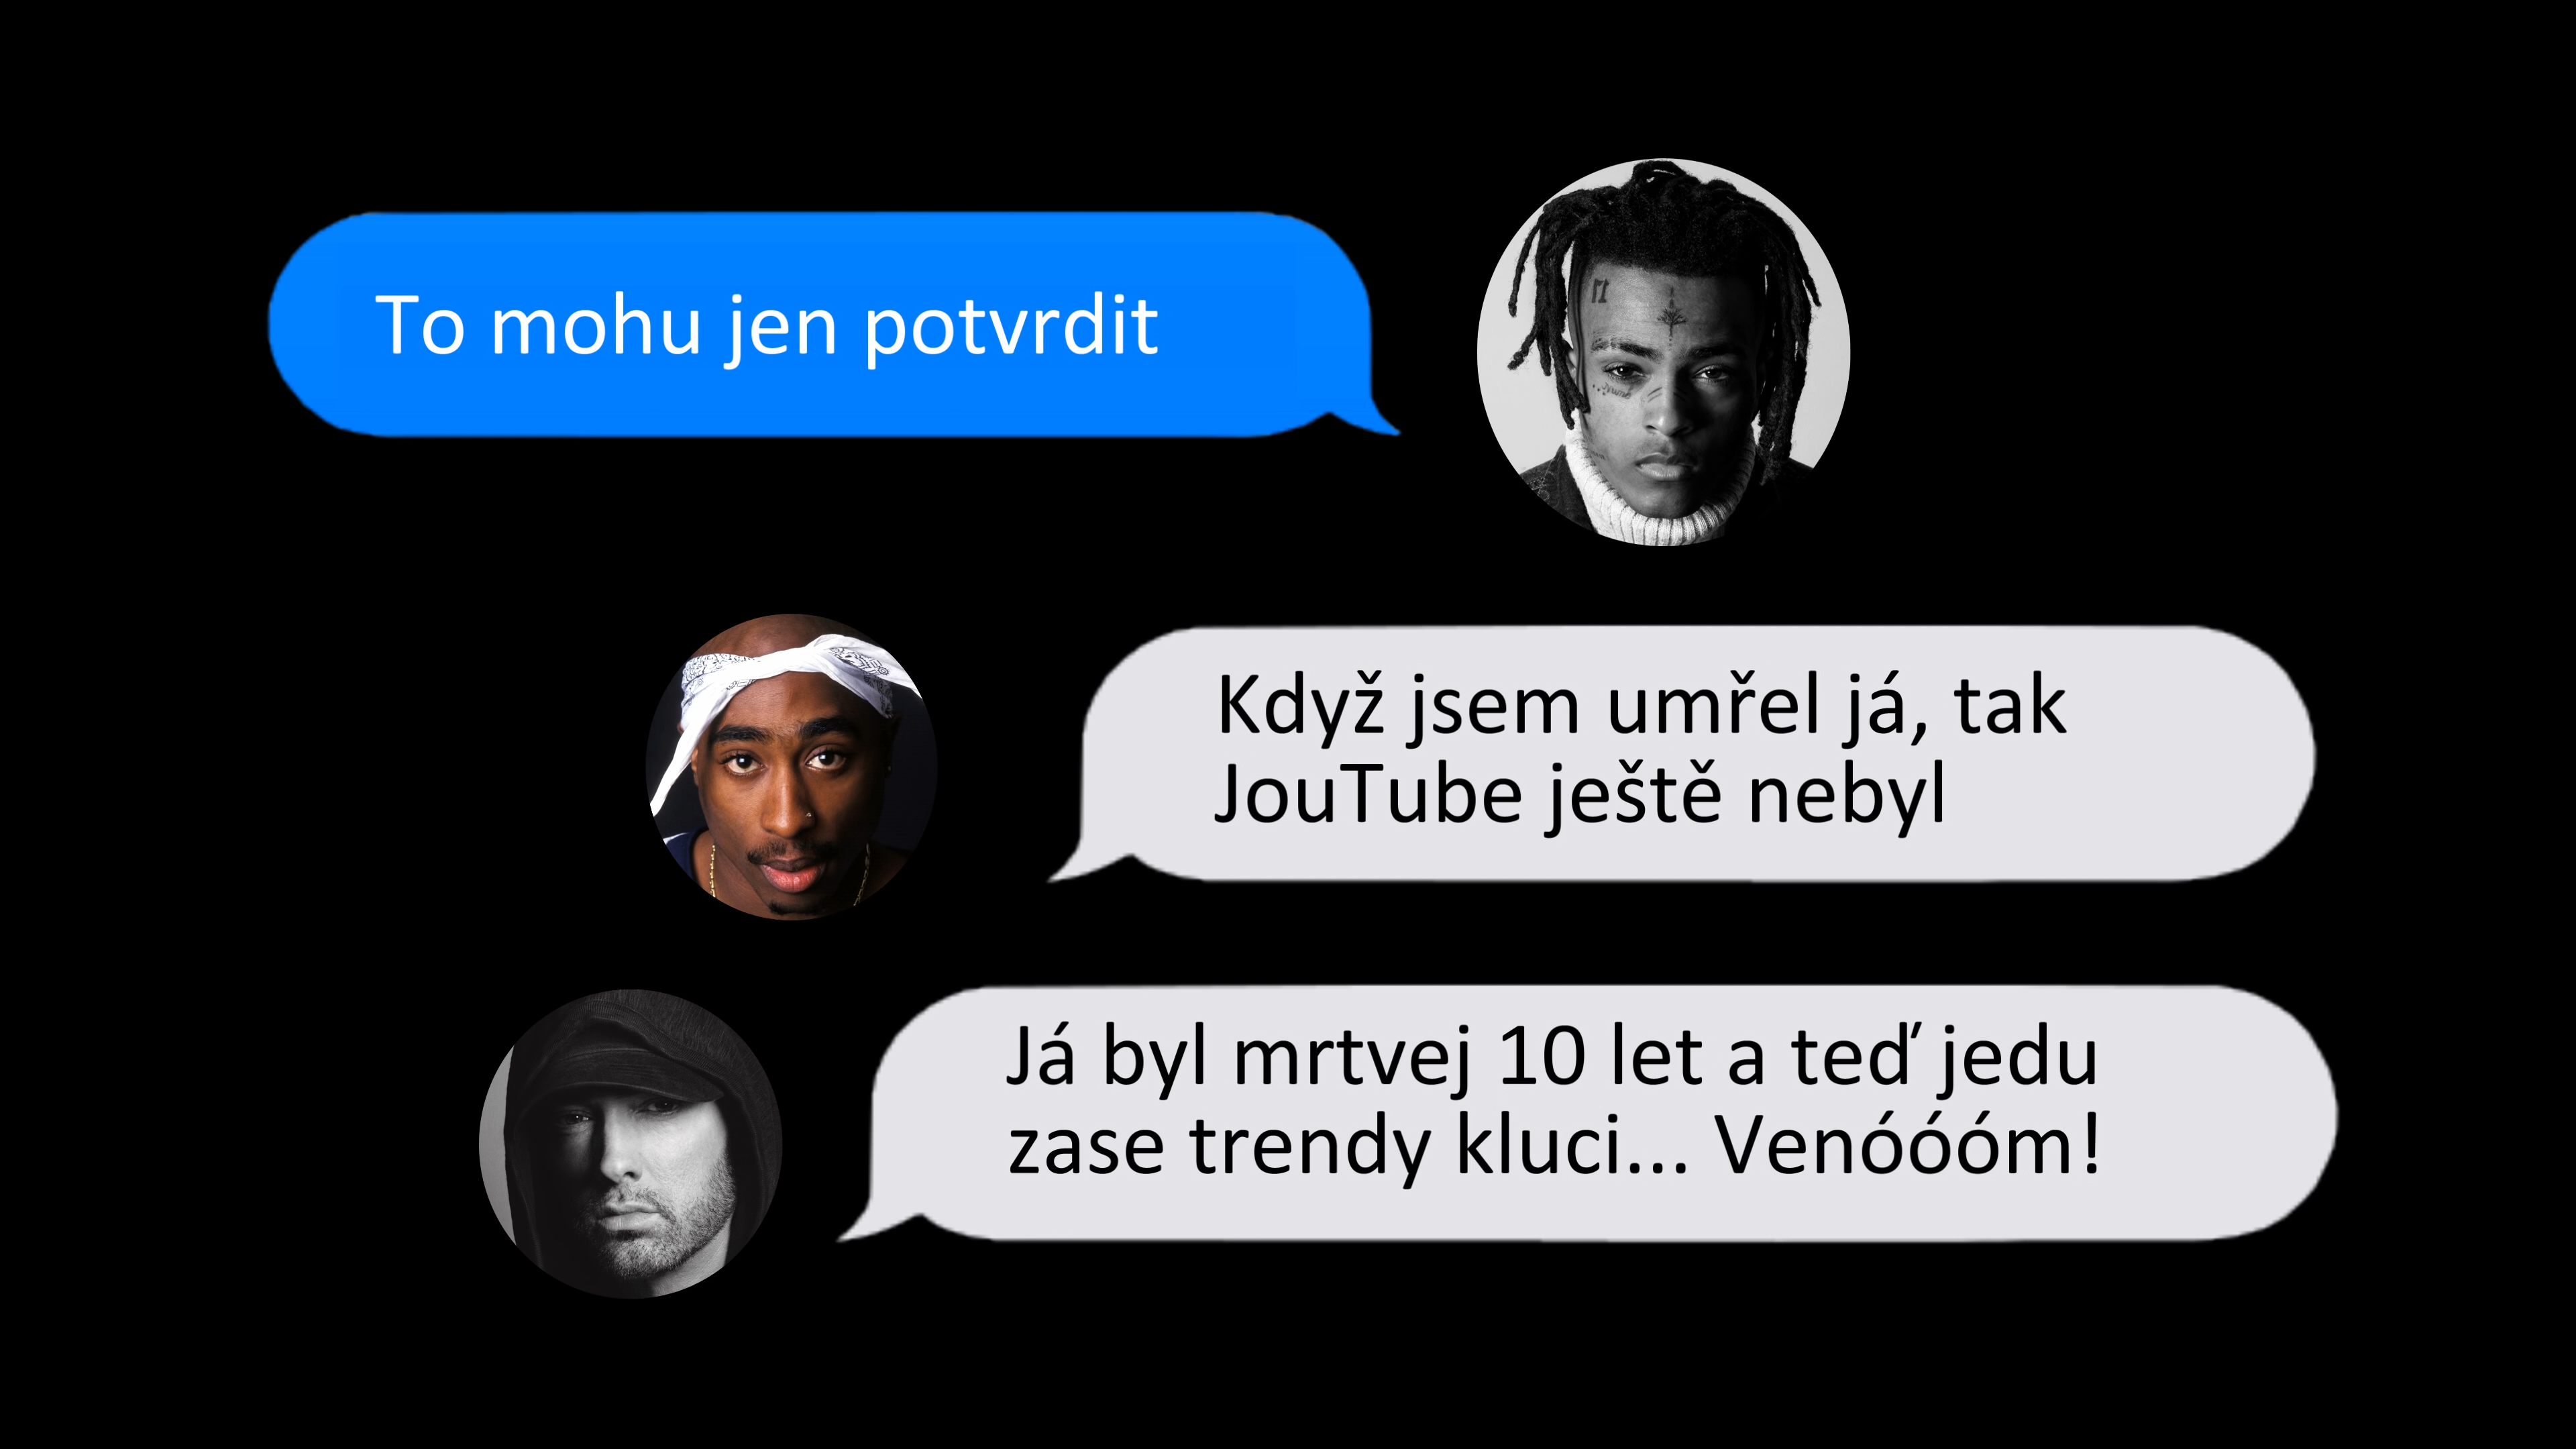 To mohu jen potvrdit
Když jsem umřel já, tak
JouTube ještě nebyl
Já byl mrtvej 10 let a teď jedu
zase trendy kluci... Venóóóm!